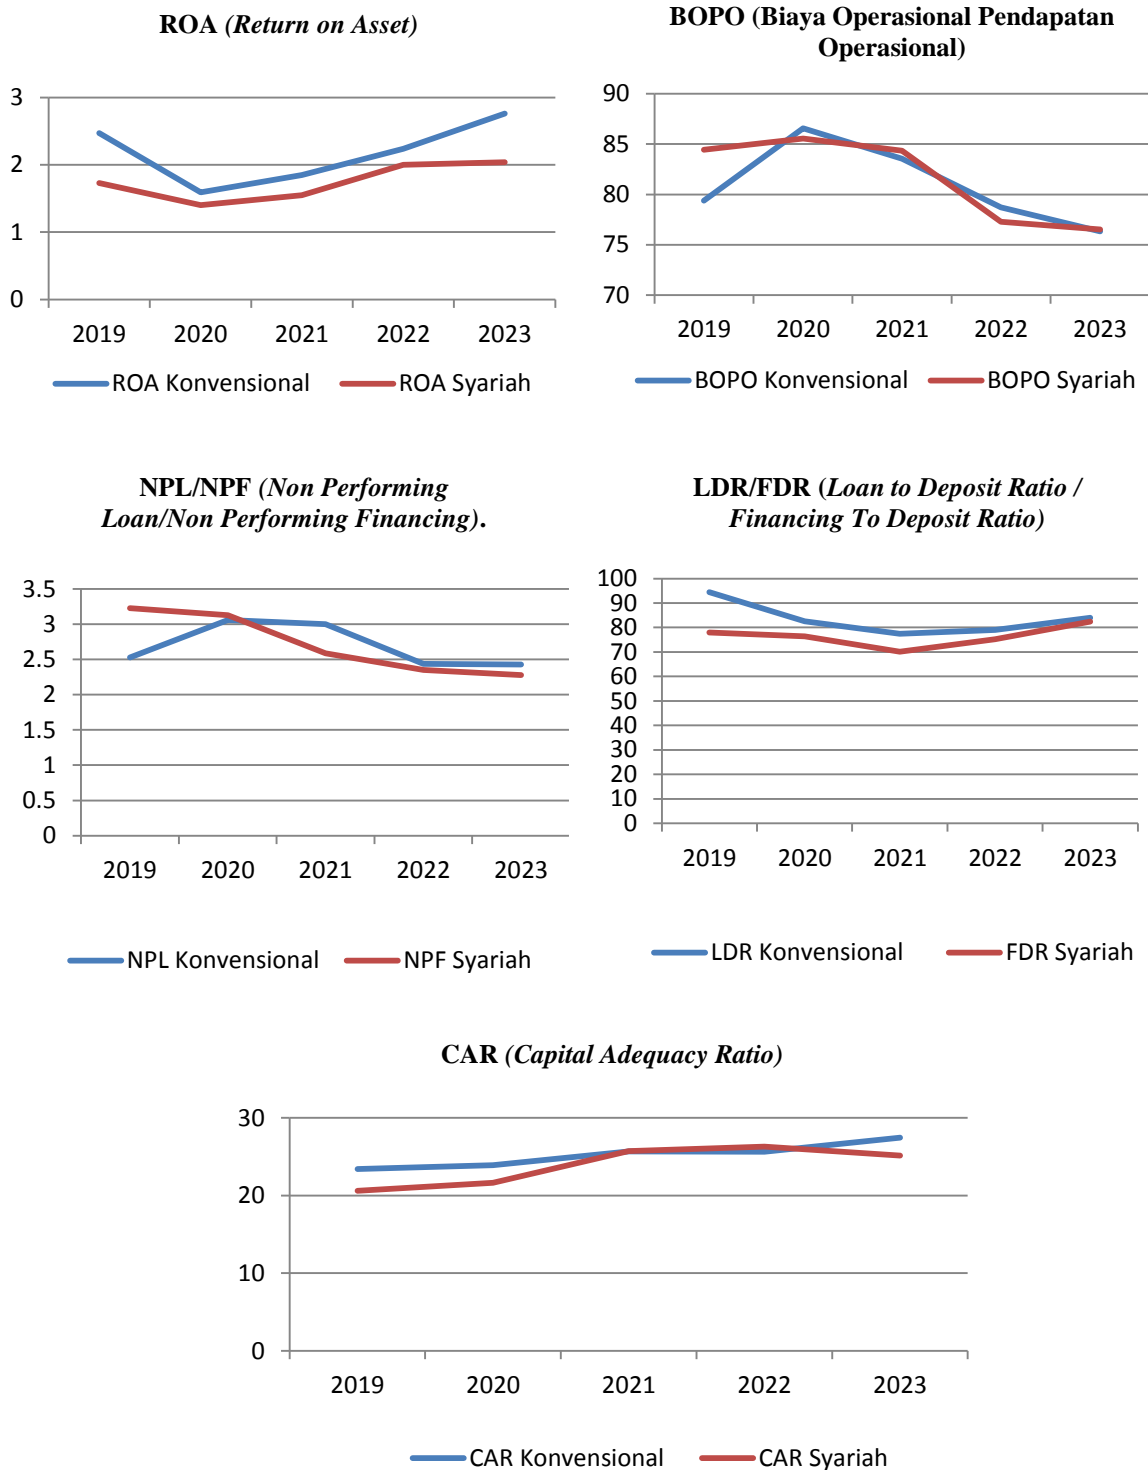 ROA (Return on Asset)
3
2
1
0
2019 2020 2021 2022 2023
ROA Konvensional ROA Syariah
BOPO (Biaya Operasional Pendapatan
Operasional)
90
85
80
75
70
2019 2020 2021 2022 2023
BOPO Konvensional BOPO Syariah
NPL/NPF (Non Performing
Loan/Non Performing Financing).
3.5
3
2.5
2
1.5
1
0.5
0
2019 2020 2021 2022 2023
NPL Konvensional NPF Syariah
LDR/FDR (Loan to Deposit Ratio /
Financing To Deposit Ratio)
100
90
80
70
60
50
40
30
20
10
0
2019 2020 2021 2022 2023
LDR Konvensional FDR Syariah
CAR (Capital Adequacy Ratio)
30
20
10
0
2019 2020 2021 2022 2023
CAR Konvensional CAR Syariah